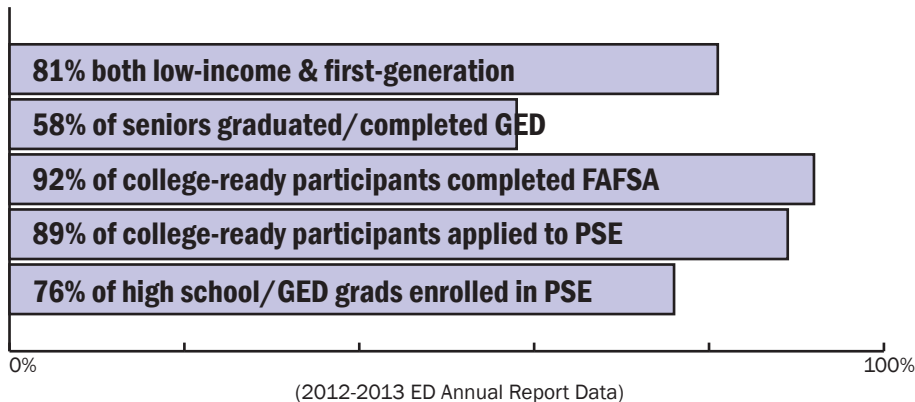 81% both low-income & first-generation
58% of seniors graduated/completed GED
92% of college-ready participants completed FAFSA
89% of college-ready participants applied to PSE
76% of high school/GED grads enrolled in PSE
0% 100%
(2012-2013 ED Annual Report Data)